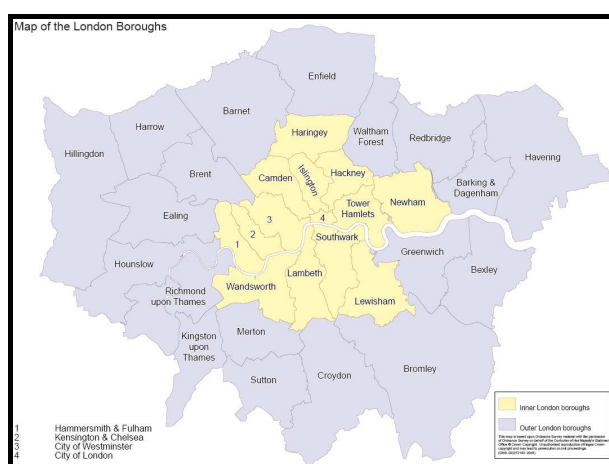 Map of the London Boroughs
Enfield
Barnet
Haringey
Waltham
Forest
Harrow
Redbridge
Havering
Hillingdon
Brent
Camden
Islington
Hackney
Barking &
Dagenham
Newham
Tower
Hamlets
Ealing
3
4
2
1
Southwark
Greenwich
Hounslow
Bexley
Richmond
upon Thames
Wandsworth
Lambeth
Lewisham
Merton
Kingston
upon
Thames
Sutton
Croydon
Bromley
1 Hammersmith & Fulham
2 Kensington & Chelsea
3 City of Westminster
4 City of London
Inner London boroughs
Outer London boroughs